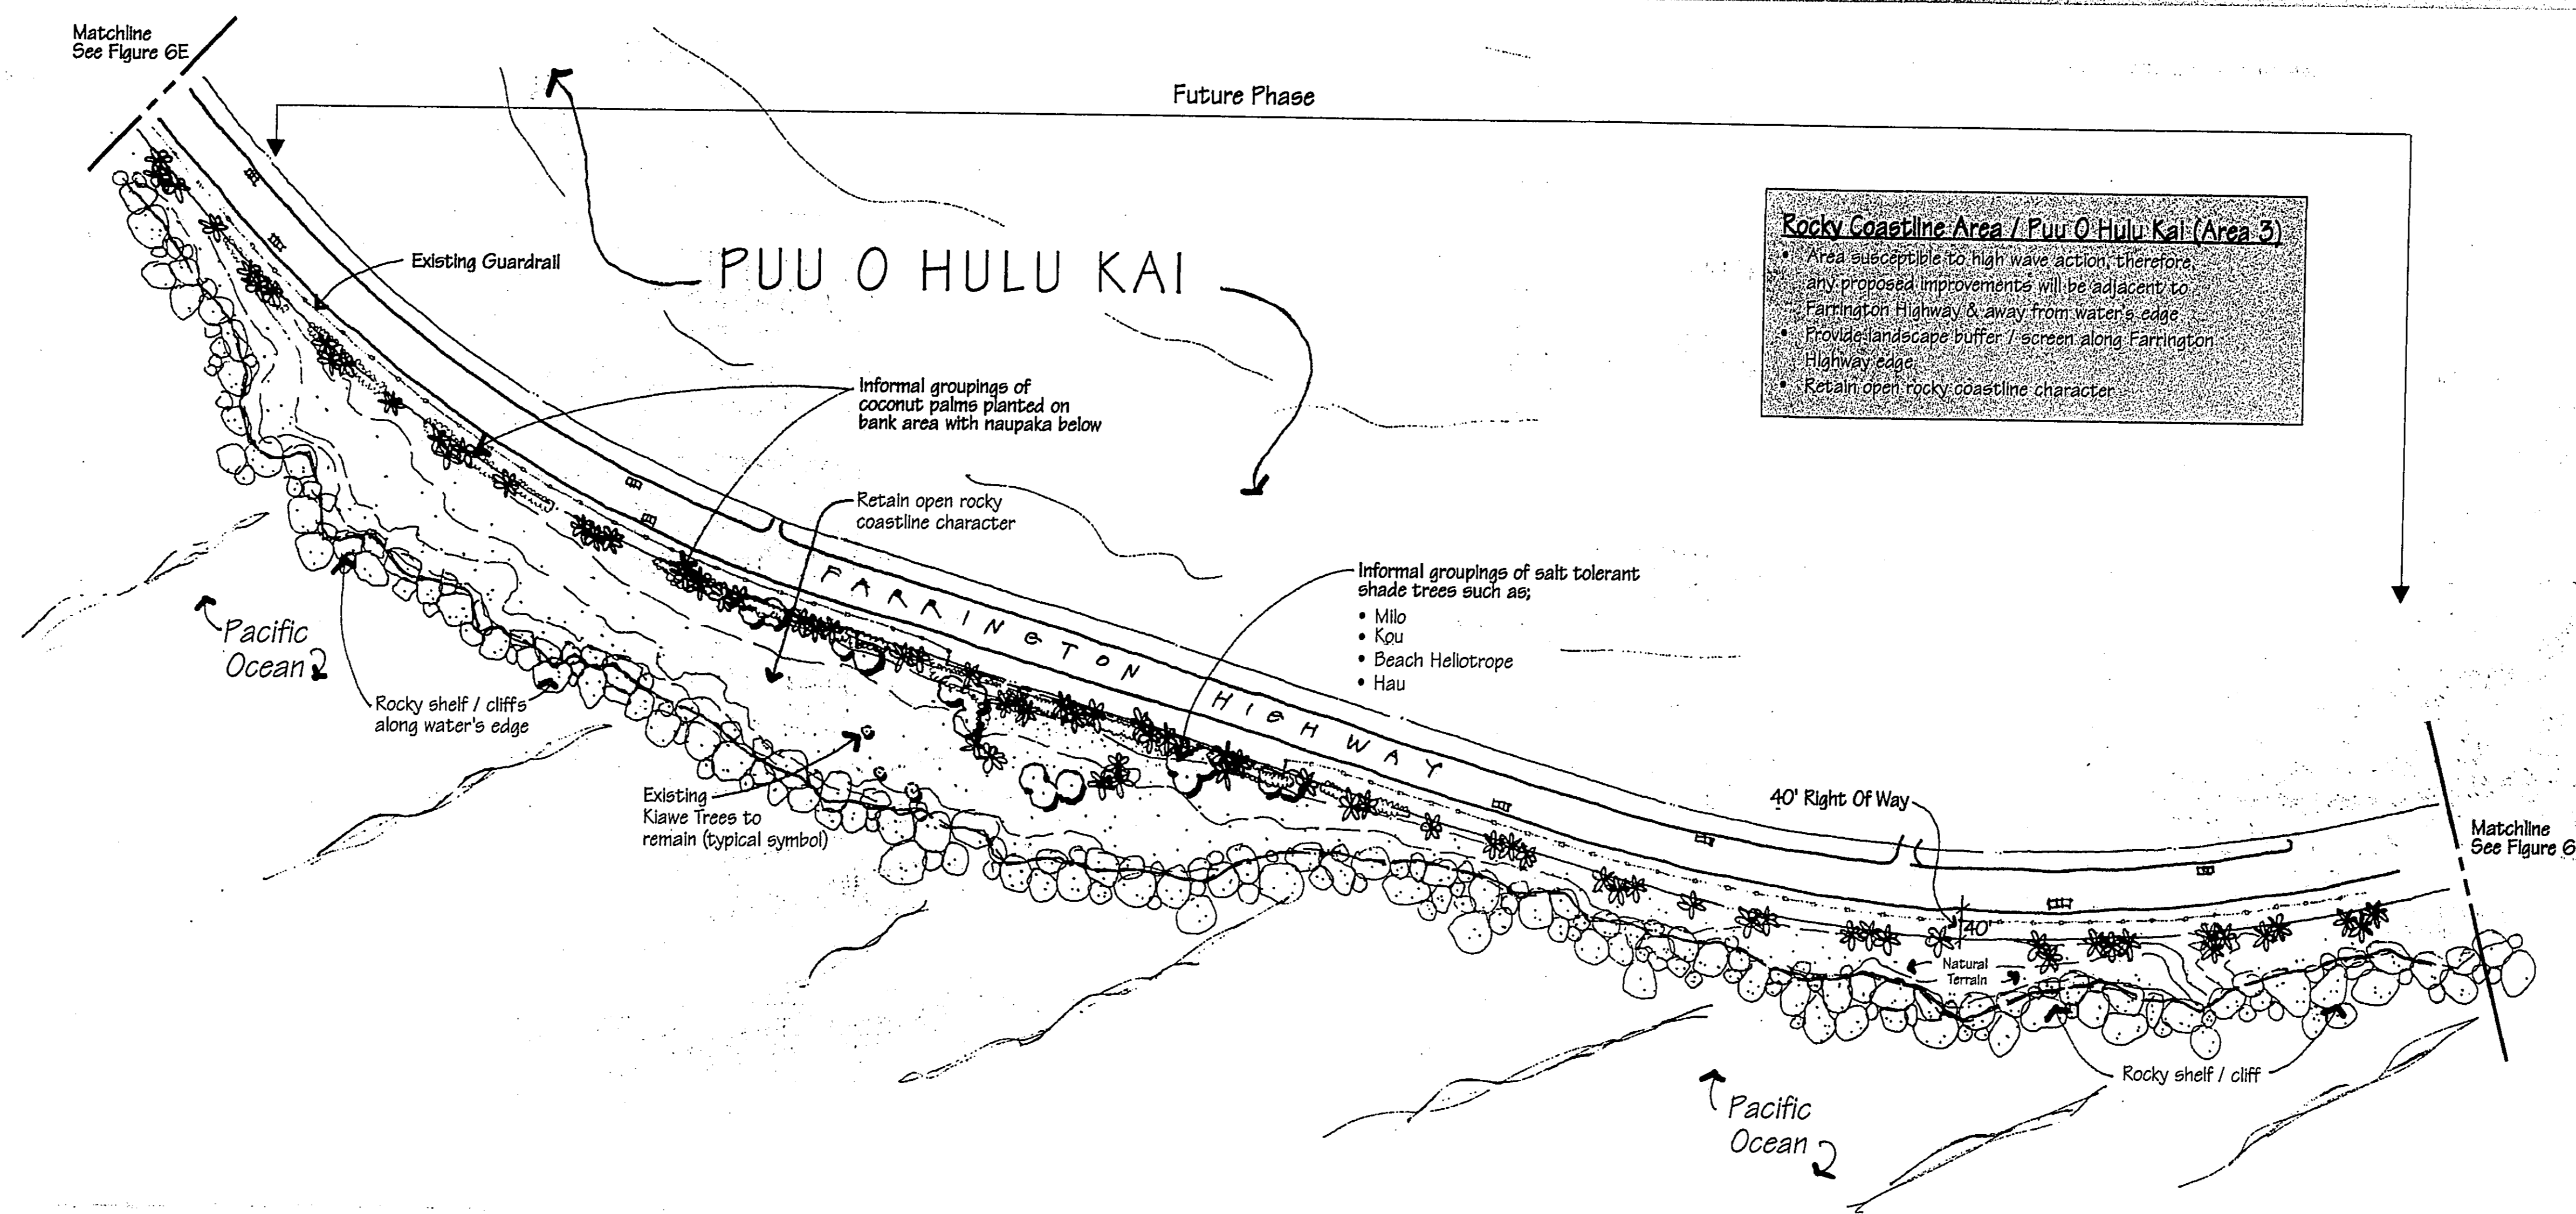 Matchline
See Figure 6E
Future Phase
Rocky Coastline Area / Puu O Hulu Kai (Area 3)
• Area susceptible to high wave action, therefore,
any proposed improvements will be adjacent to
Farrington Highway & away from water's edge
• Provide landscape buffer / screen along Farrington
Highway edge
• Retain open rocky coastline character
Existing Guardrail
PUU O HULU KAI
Informal groupings of
coconut palms planted on
bank area with naupaka below
Retain open rocky
coastline character
FARRINGTON HIGHWAY
Informal groupings of salt tolerant
shade trees such as;
• Milo
• Kou
• Beach Heliotrope
• Hau
Pacific
Ocean
Rocky shelf / cliffs
along water's edge
Existing
Kiawe Trees to
remain (typical symbol)
40' Right Of Way
Matchline
See Figure 6
40'
Natural
Terrain
Rocky shelf / cliff
Pacific
Ocean